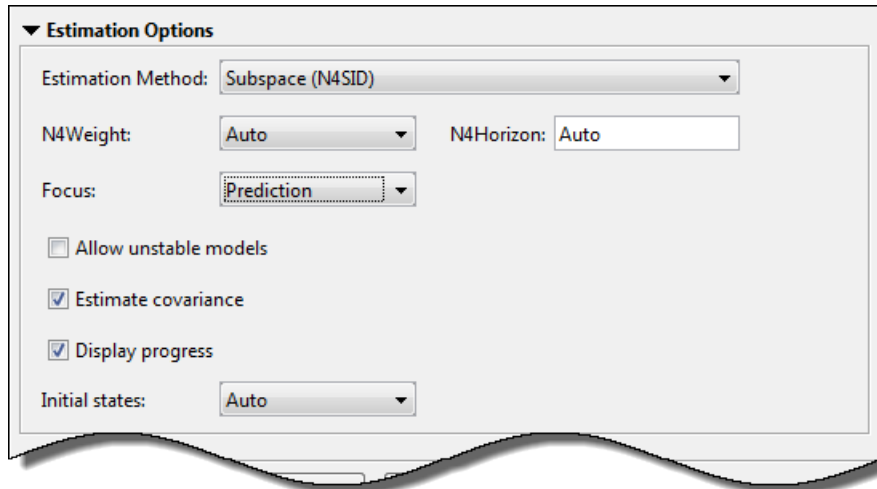 Estimation Options
Estimation Method: Subspace (N4SID)
N4Weight: Auto N4Horizon: Auto
Focus: Prediction
Allow unstable models
Estimate covariance
Display progress
Initial states: Auto